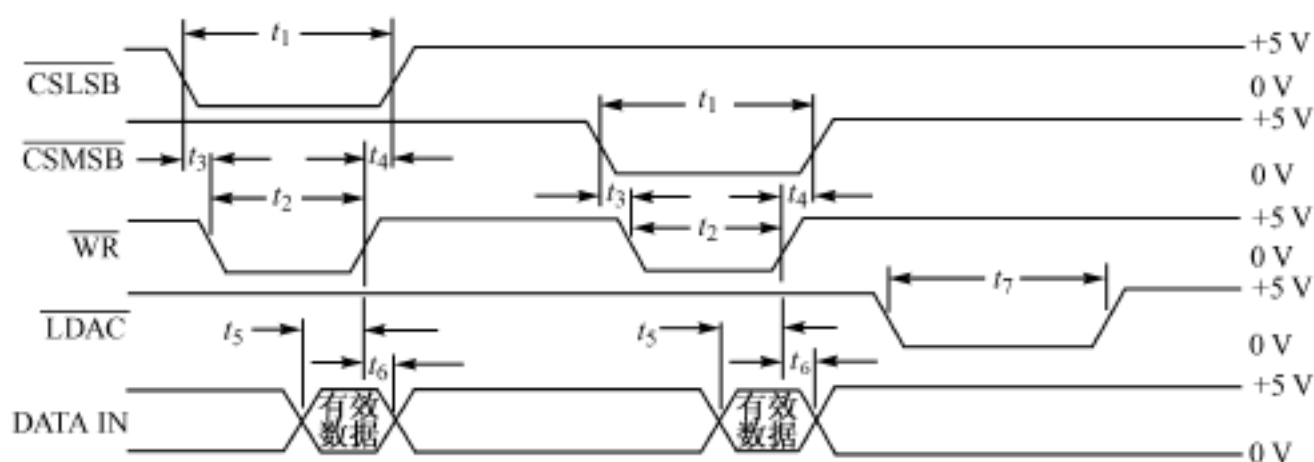 t1
+5 V
CSLSB
0 V
t1
+5 V
CSMSB
t3
t4
0 V
t2
t3
t4
+5 V
WR
t2
0 V
t7
+5 V
LDAC
t5
t5
0 V
t6
t6
+5 V
DATA IN
有效
数据
有效
数据
0 V